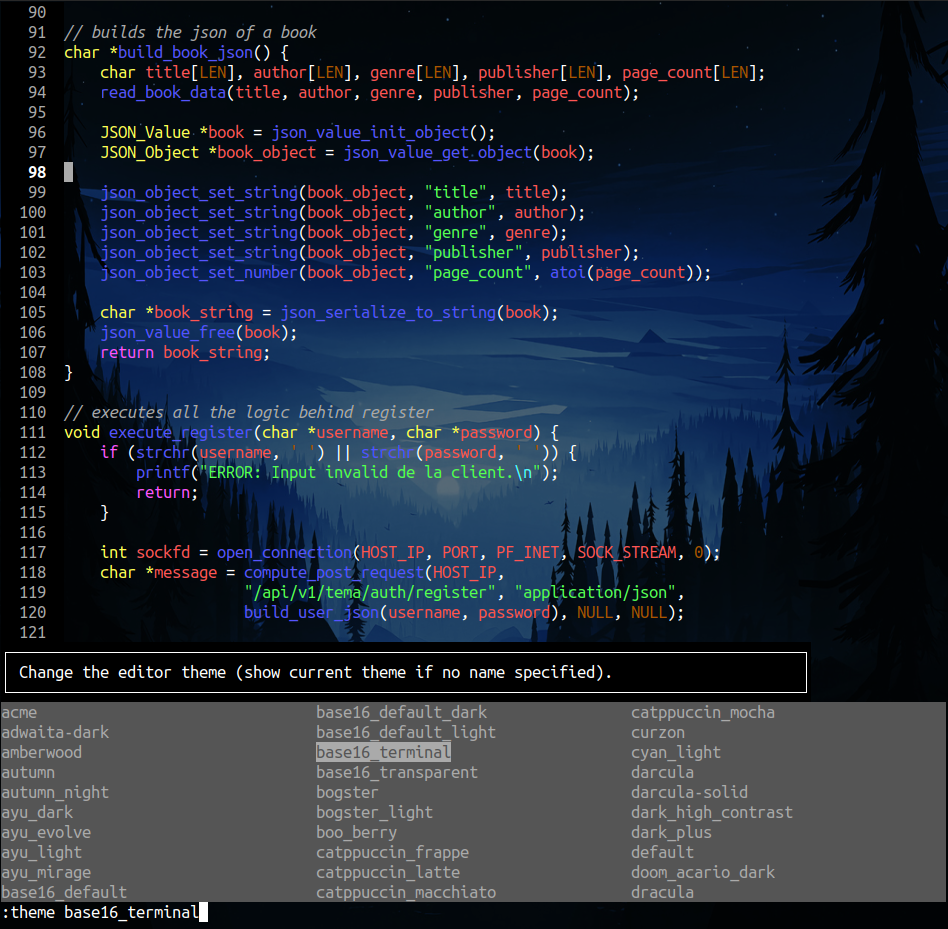 90
91 // builds the json of a book
92 char *build_book_json() {
93     char title[LEN], author[LEN], genre[LEN], publisher[LEN], page_count[LEN];
94     read_book_data(title, author, genre, publisher, page_count);
95
96     JSON_Value *book = json_value_init_object();
97     JSON_Object *book_object = json_value_get_object(book);
98
99     json_object_set_string(book_object, "title", title);
100     json_object_set_string(book_object, "author", author);
101     json_object_set_string(book_object, "genre", genre);
102     json_object_set_string(book_object, "publisher", publisher);
103     json_object_set_number(book_object, "page_count", atoi(page_count));
104
105     char *book_string = json_serialize_to_string(book);
106     json_value_free(book);
107     return book_string;
108 }
109
110 // executes all the logic behind register
111 void execute_register(char *username, char *password) {
112     if (strchr(username, ' ') || strchr(password, ' ')) {
113         printf("ERROR: Input invalid de la client.\n");
114         return;
115     }
116
117     int sockfd = open_connection(HOST_IP, PORT, PF_INET, SOCK_STREAM, 0);
118     char *message = compute_post_request(HOST_IP,
119                     "/api/v1/tema/auth/register", "application/json",
120                     build_user_json(username, password), NULL, NULL);
121
Change the editor theme (show current theme if no name specified).
acme base16_default_dark catppuccin_mocha
adwaita-dark base16_default_light curzon
amberwood base16_terminal cyan_light
autumn base16_transparent darcula
autumn_night bogster darcula-solid
ayu_dark bogster_light dark_high_contrast
ayu_evolve boo_berry dark_plus
ayu_light catppuccin_frappe default
ayu_mirage catppuccin_latte doom_acario_dark
base16_default catppuccin_macchiato dracula
:theme base16_terminal